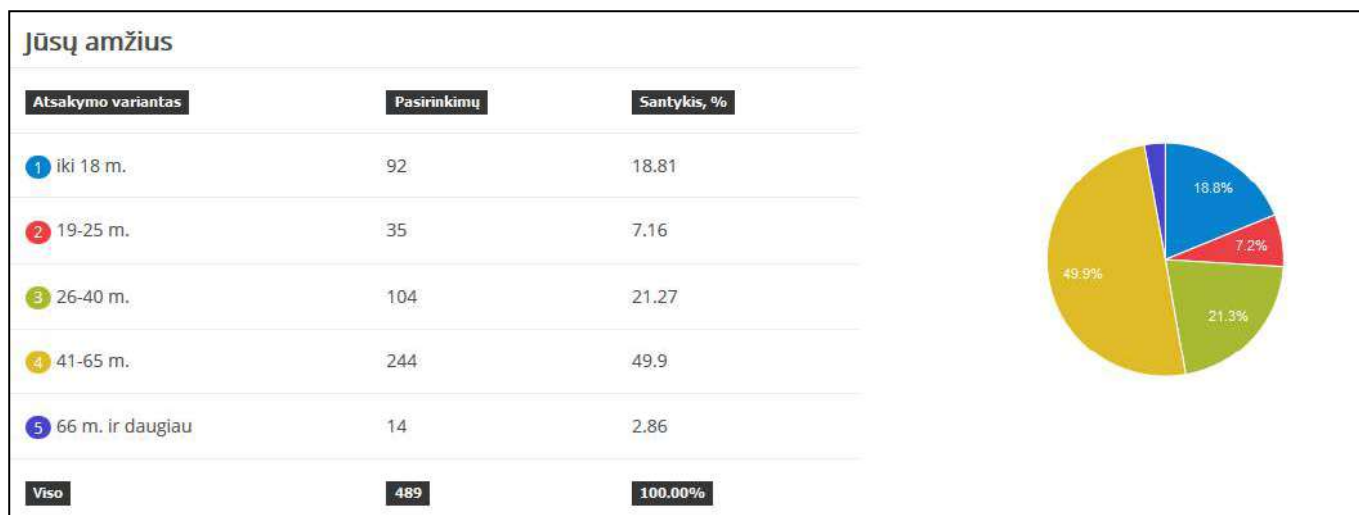 Jūsų amžius
Atsakymo variantas Pasirinkimų Santykis, %
1 iki 18 m. 92 18.81
2 19-25 m. 35 7.16
3 26-40 m. 104 21.27
4 41-65 m. 244 49.9
5 66 m. ir daugiau 14 2.86
Viso 489 100.00%
18.8%
7.2%
49.9%
21.3%